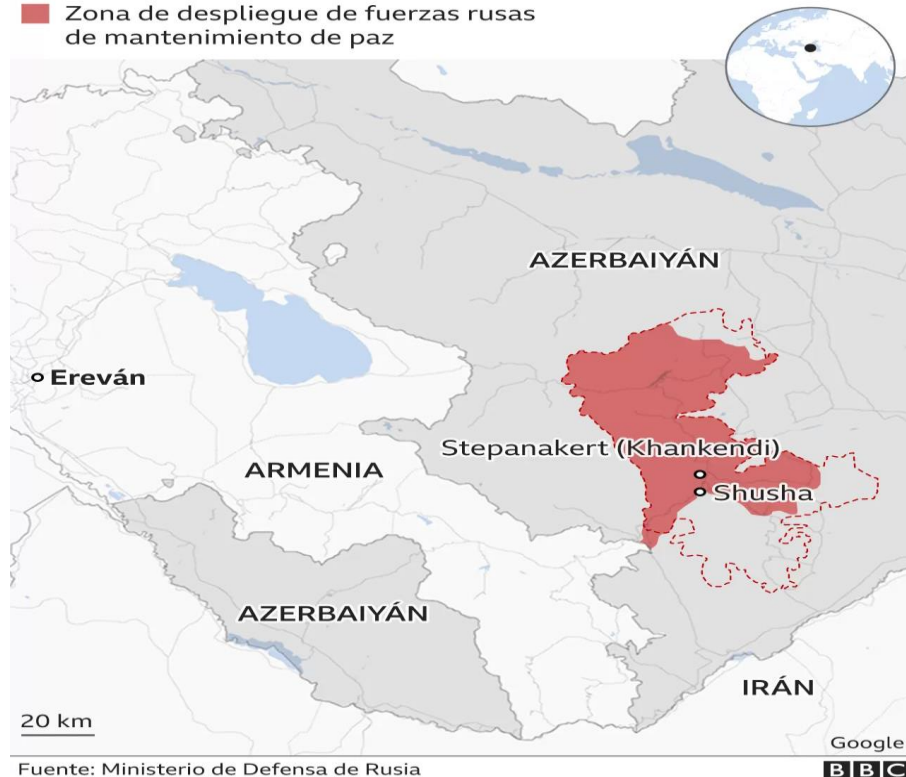 Zona de despliegue de fuerzas rusas
de mantenimiento de paz
AZERBAIYÁN
Ereván
Stepanakert (Khankendi)
ARMENIA
Shusha
AZERBAIYÁN
IRÁN
20 km
Google
Fuente: Ministerio de Defensa de Rusia
BBC